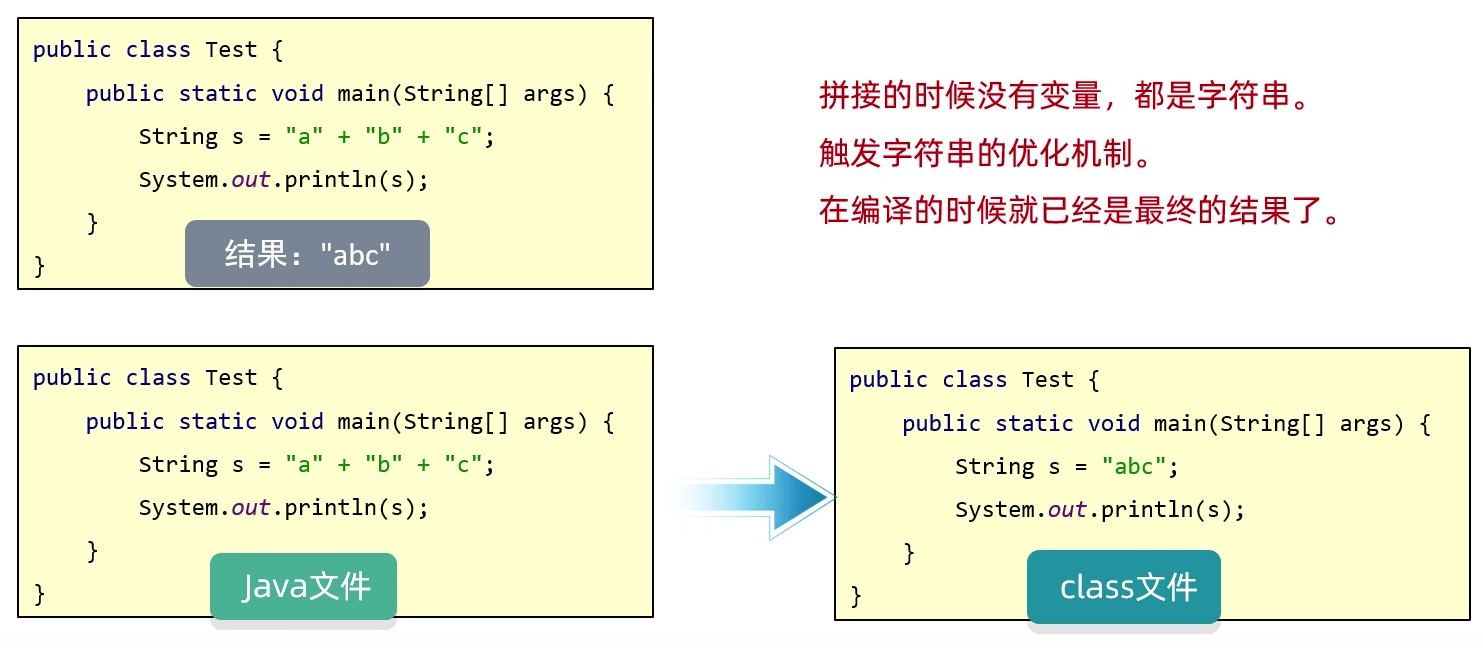 public class Test {
    public static void main(String[] args) {
        String s = "a" + "b" + "c";
        System.out.println(s);
    }
}
结果："abc"
拼接的时候没有变量，都是字符串。
触发字符串的优化机制。
在编译的时候就已经是最终的结果了。
public class Test {
    public static void main(String[] args) {
        String s = "a" + "b" + "c";
        System.out.println(s);
    }
}
Java文件
public class Test {
    public static void main(String[] args) {
        String s = "abc";
        System.out.println(s);
    }
}
class文件